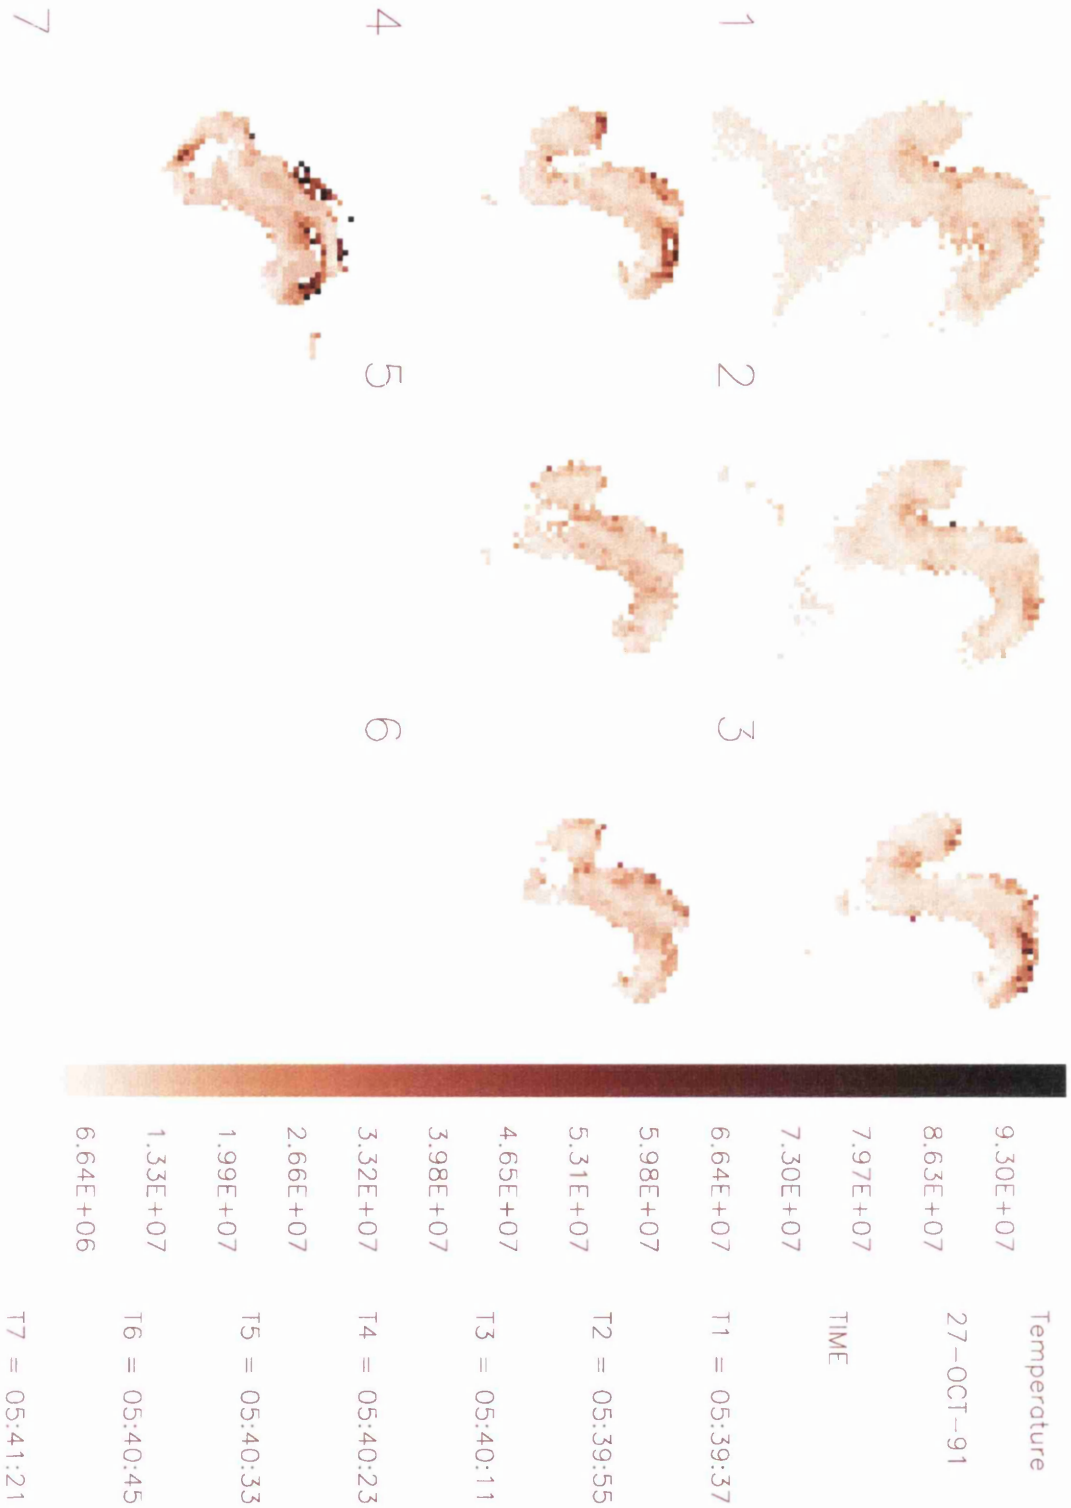 1 2 3
4 5 6
7
9.30E+07
8.63E+07
7.97E+07
7.30E+07
6.64E+07
5.98E+07
5.31E+07
4.65E+07
3.98E+07
3.32E+07
2.66E+07
1.99E+07
1.33E+07
6.64E+06
Temperature
27-OCT-91
TIME
T1 = 05:39:37
T2 = 05:39:55
T3 = 05:40:11
T4 = 05:40:23
T5 = 05:40:33
T6 = 05:40:45
T7 = 05:41:21